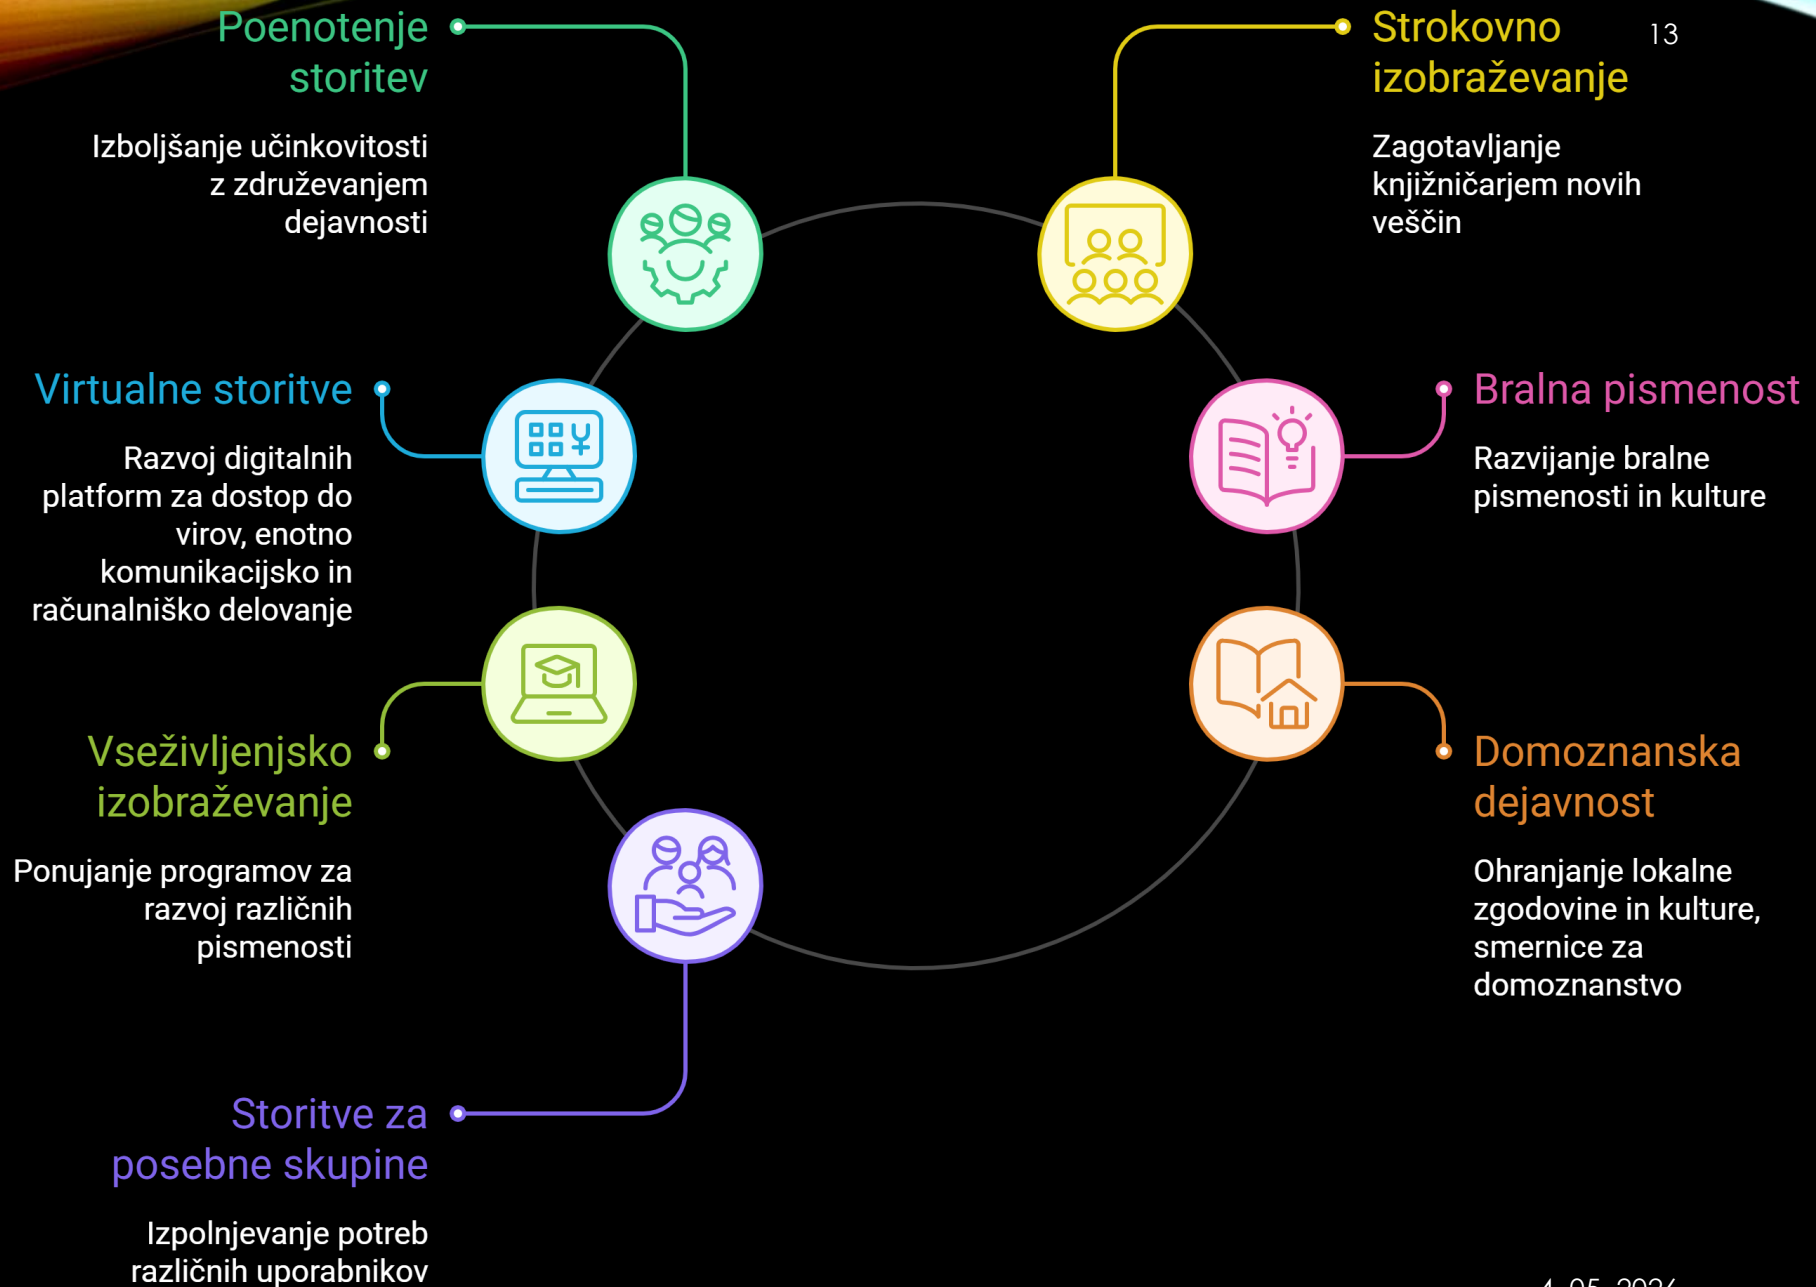 Poenotenje
storitev
Izboljšanje učinkovitosti
z združevanjem
dejavnosti
Strokovno
izobraževanje
13
Zagotavljanje
knjižničarjem novih
veščin
Virtualne storitve
Razvoj digitalnih
platform za dostop do
virov, enotno
komunikacijsko in
računalniško delovanje
Bralna pismenost
Razvijanje bralne
pismenosti in kulture
Vseživljenjsko
izobraževanje
Ponujanje programov za
razvoj različnih
pismenosti
Domoznanska
dejavnost
Ohranjanje lokalne
zgodovine in kulture,
smernice za
domoznanstvo
Storitve za
posebne skupine
Izpolnjevanje potreb
različnih uporabnikov